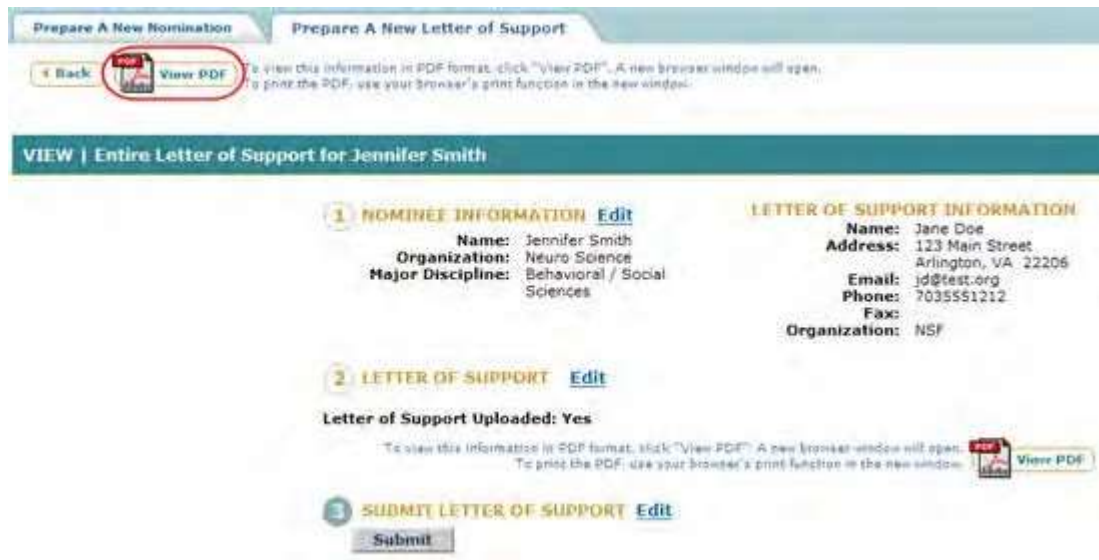 Prepare A New Nomination
Prepare A New Letter of Support
Back
PDF
View PDF
To view this information in PDF format, click "View PDF". A new browser window will open.
To print the PDF, use your browser's print function in the new window.
VIEW | Entire Letter of Support for Jennifer Smith
1 NOMINEE INFORMATION Edit
Name: Jennifer Smith
Organization: Neuro Science
Major Discipline: Behavioral / Social
Sciences
LETTER OF SUPPORT INFORMATION
Name: Jane Doe
Address: 123 Main Street
Arlington, VA 22206
Email: jd@test.org
Phone: 7035551212
Fax:
Organization: NSF
2 LETTER OF SUPPORT Edit
Letter of Support Uploaded: Yes
To view this information in PDF format, click "View PDF". A new browser window will open.
To print the PDF, use your browser's print function in the new window.
PDF
View PDF
3 SUBMIT LETTER OF SUPPORT Edit
Submit